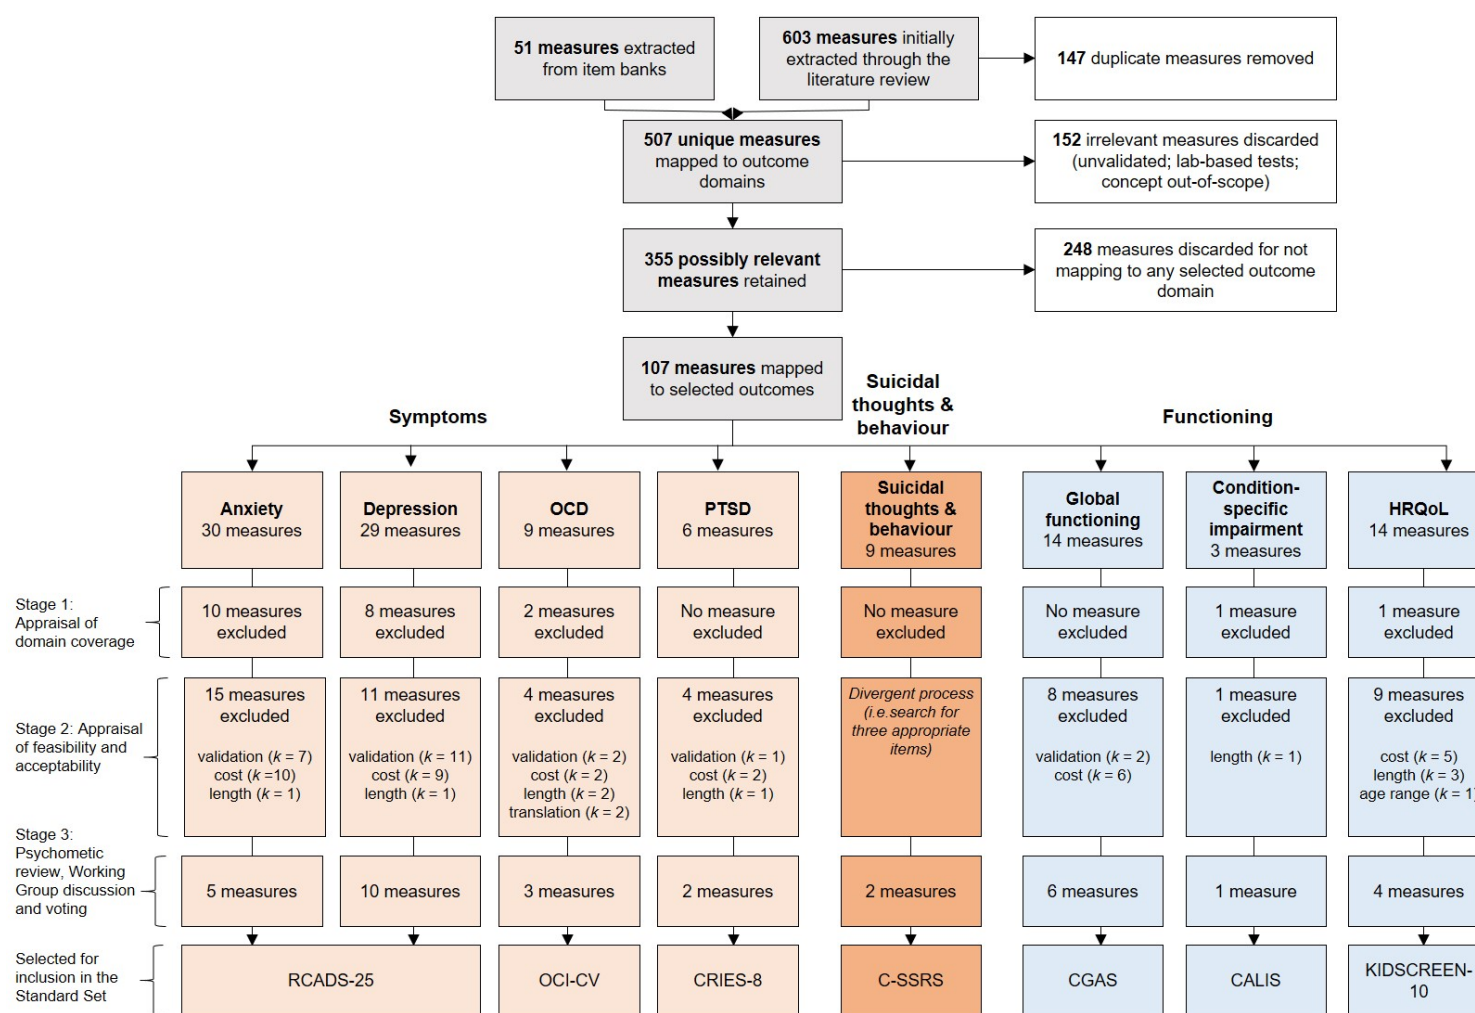 51 measures extracted
from item banks
603 measures initially
extracted through the
literature review
147 duplicate measures removed
507 unique measures
mapped to outcome
domains
152 irrelevant measures discarded
(unvalidated; lab-based tests;
concept out-of-scope)
355 possibly relevant
measures retained
248 measures discarded for not
mapping to any selected outcome
domain
107 measures mapped
to selected outcomes
Symptoms
Suicidal
thoughts &
behaviour
Functioning
Anxiety
30 measures
Depression
29 measures
OCD
9 measures
PTSD
6 measures
Suicidal
thoughts &
behaviour
9 measures
Global
functioning
14 measures
Condition-
specific
impairment
3 measures
HRQoL
14 measures
Stage 1:
Appraisal of
domain coverage
10 measures
excluded
8 measures
excluded
2 measures
excluded
No measure
excluded
No measure
excluded
No measure
excluded
1 measure
excluded
1 measure
excluded
Stage 2: Appraisal
of feasibility and
acceptability
15 measures
excluded
validation (k = 7)
cost (k =10)
length (k = 1)
11 measures
excluded
validation (k = 11)
cost (k = 9)
length (k = 1)
4 measures
excluded
validation (k = 2)
cost (k = 2)
length (k = 2)
translation (k = 2)
4 measures
excluded
validation (k = 1)
cost (k = 2)
length (k = 1)
Divergent process
(i.e.search for
three appropriate
items)
8 measures
excluded
validation (k = 2)
cost (k = 6)
1 measure
excluded
length (k = 1)
9 measures
excluded
cost (k = 5)
length (k = 3)
age range (k = 1)
Stage 3:
Psychometic
review, Working
Group discussion
and voting
5 measures
10 measures
3 measures
2 measures
2 measures
6 measures
1 measure
4 measures
Selected for
inclusion in the
Standard Set
RCADS-25
OCI-CV
CRIES-8
C-SSRS
CGAS
CALIS
KIDSCREEN-
10